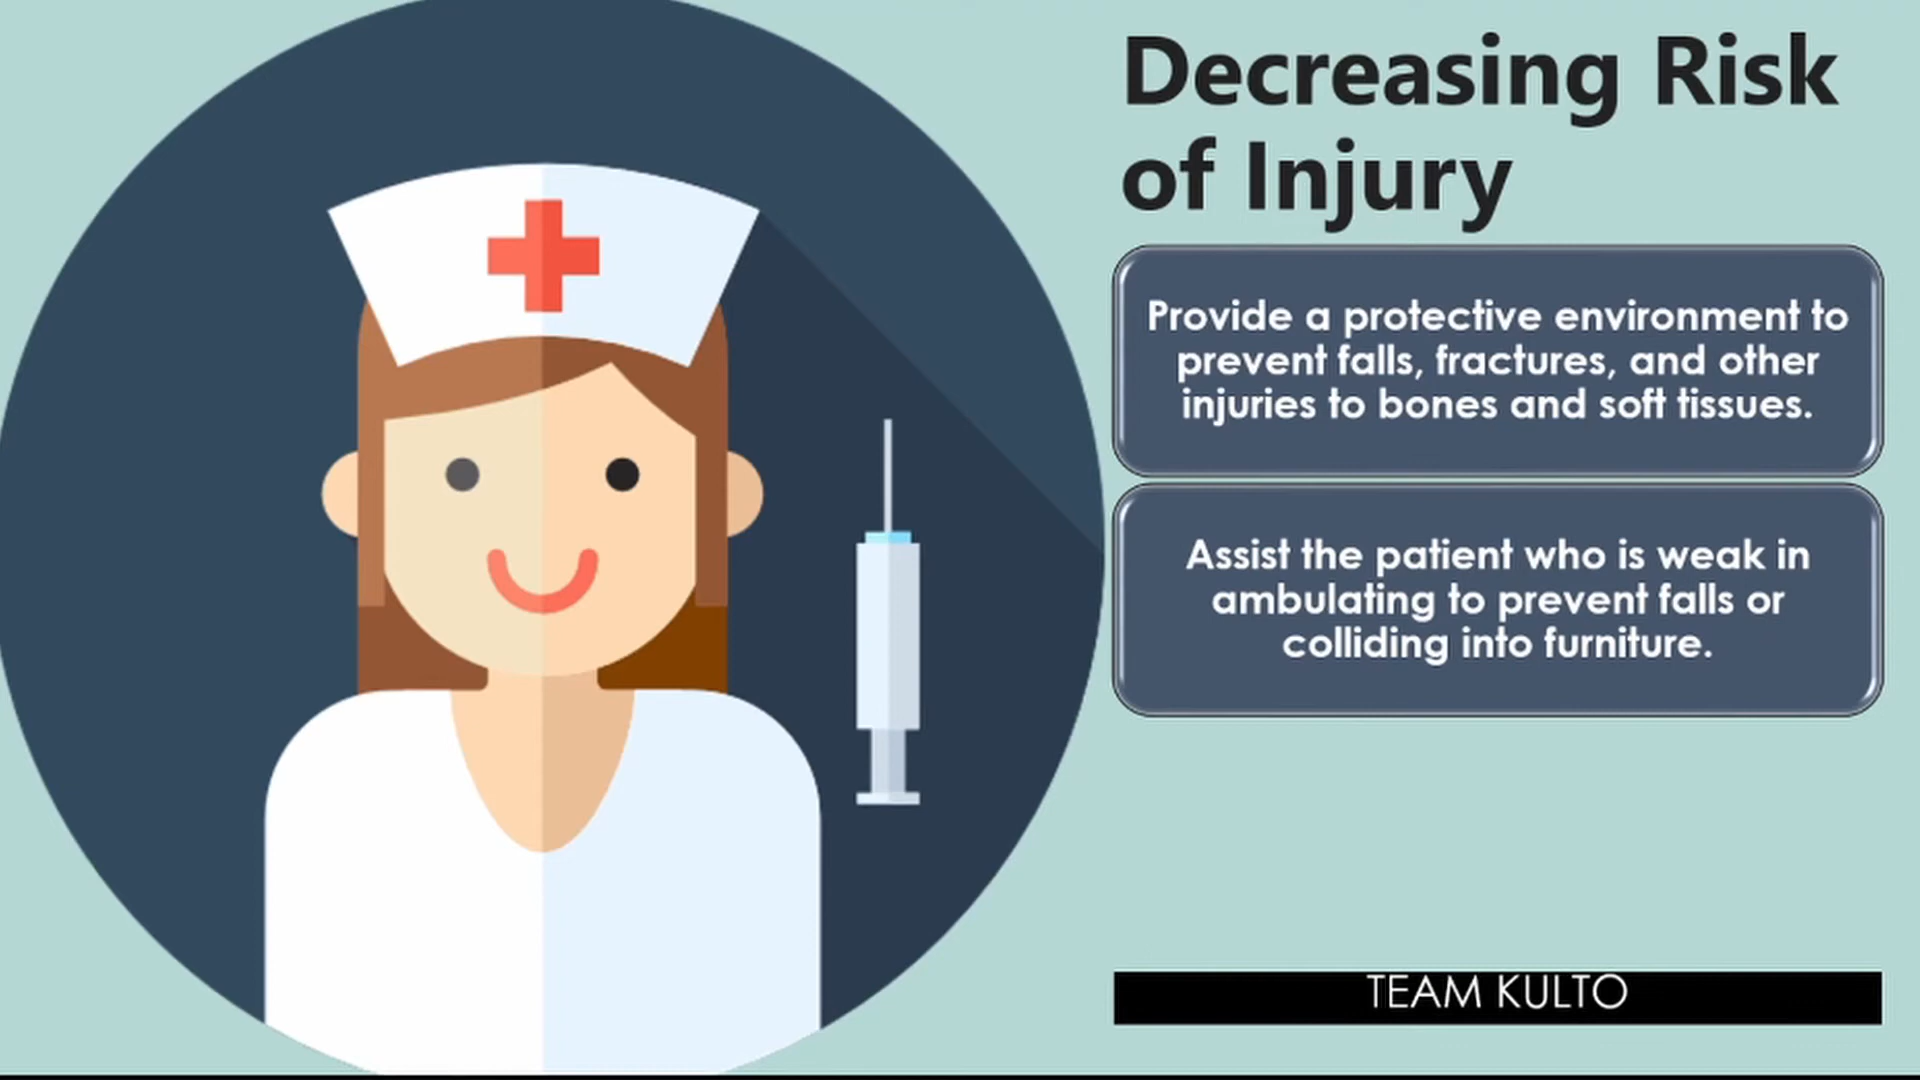 Decreasing Risk
of Injury
Provide a protective environment to
prevent falls, fractures, and other
injuries to bones and soft tissues.
Assist the patient who is weak in
ambulating to prevent falls or
colliding into furniture.
TEAM KULTO